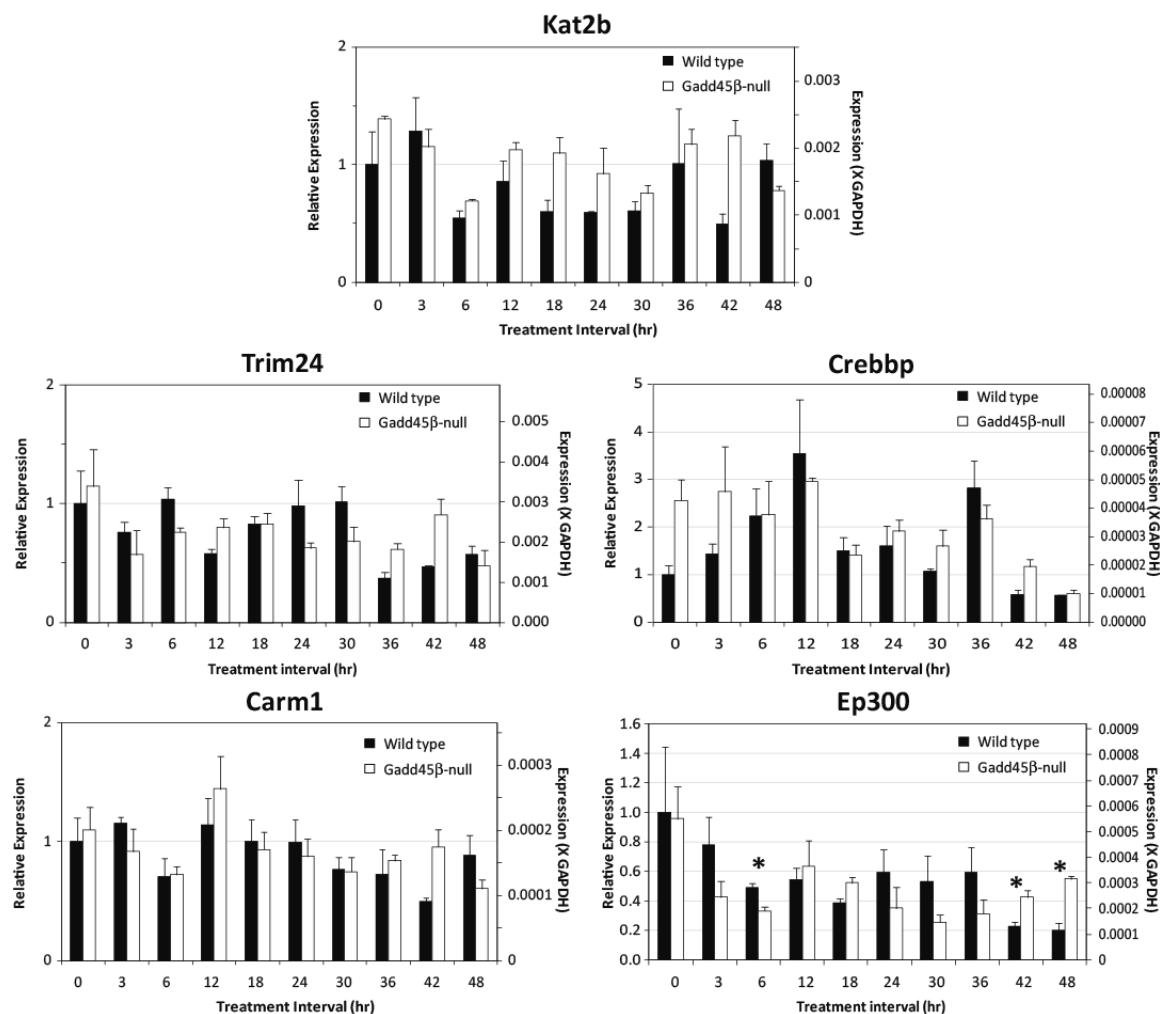 Kat2b
2
1
0
Relative Expression
Wild type
Gadd45β-null
0.003
0.002
0.001
0
Expression (XGAPDH)
0 3 6 12 18 24 30 36 42 48
Treatment Interval (hr)
Trim24
2
1
0
Relative Expression
Wild type
Gadd45β-null
0.005
0.004
0.003
0.002
0.001
0.000
Expression (X GAPDH)
0 3 6 12 18 24 30 36 42 48
Treatment interval (hr)
Crebbp
5
4
3
2
1
0
Relative Expression
Wild type
Gadd45β-null
0.00008
0.00007
0.00006
0.00005
0.00004
0.00003
0.00002
0.00001
0.00000
Expression (X GAPDH)
0 3 6 12 18 24 30 36 42 48
Treatment Interval (hr)
Carm1
2
1
0
Relative Expression
Wild type
Gadd45β-null
0.0003
0.0002
0.0001
0
Expression (X GAPDH)
0 3 6 12 18 24 30 36 42 48
Treatment Interval (hr)
Ep300
1.6
1.4
1.2
1.0
0.8
0.6
0.4
0.2
0.0
Relative Expression
Wild type
Gadd45β-null
* * *
0.0009
0.0008
0.0007
0.0006
0.0005
0.0004
0.0003
0.0002
0.0001
0
Expression (X GAPDH)
0 3 6 12 18 24 30 36 42 48
Treatment interval (hr)